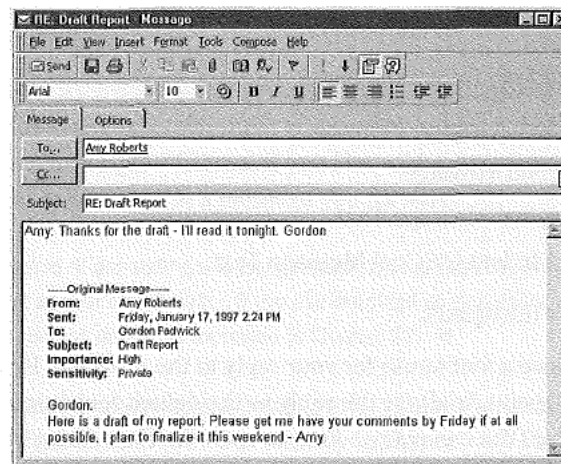 RE: Draft Report - Message
File Edit View Insert Format Tools Compose Help
Send
Arial 10 B I U
Message Options
To... Amy Roberts
Cc...
Subject: RE: Draft Report
Amy: Thanks for the draft - I'll read it tonight. Gordon
-----Original Message-----
From: Amy Roberts
Sent: Friday, January 17, 1997 2:24 PM
To: Gordon Padwick
Subject: Draft Report
Importance: High
Sensitivity: Private
Gordon.
Here is a draft of my report. Please get me have your comments by Friday if at all
possible. I plan to finalize it this weekend - Amy